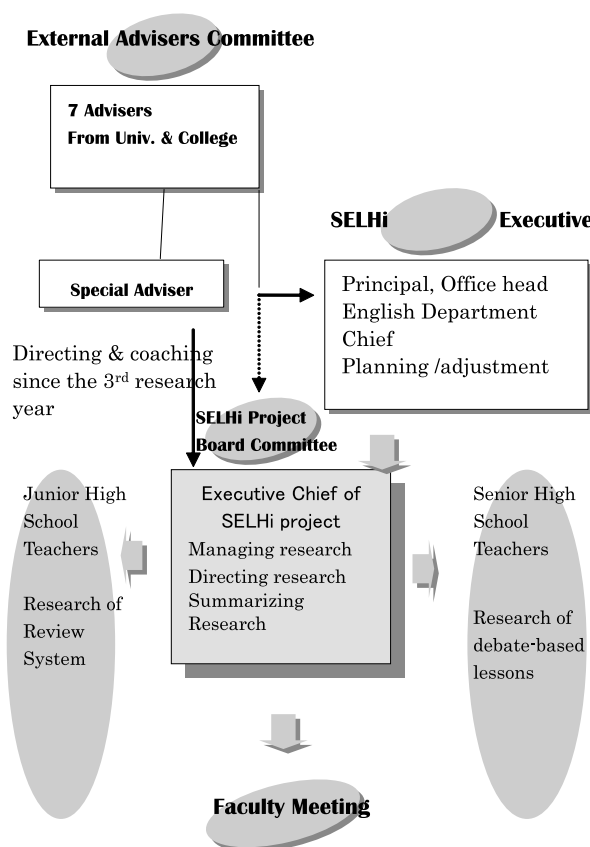 External Advisers Committee
7 Advisers
From Univ. & College
SELHi Executive
Special Adviser
Principal, Office head
English Department
Chief
Planning /adjustment
Directing & coaching
since the 3rd research
year
SELHi Project
Board Committee
Junior High
School
Teachers
Research of
Review
System
Executive Chief of
SELHi project
Managing research
Directing research
Summarizing
Research
Senior High
School
Teachers
Research of
debate-based
lessons
Faculty Meeting